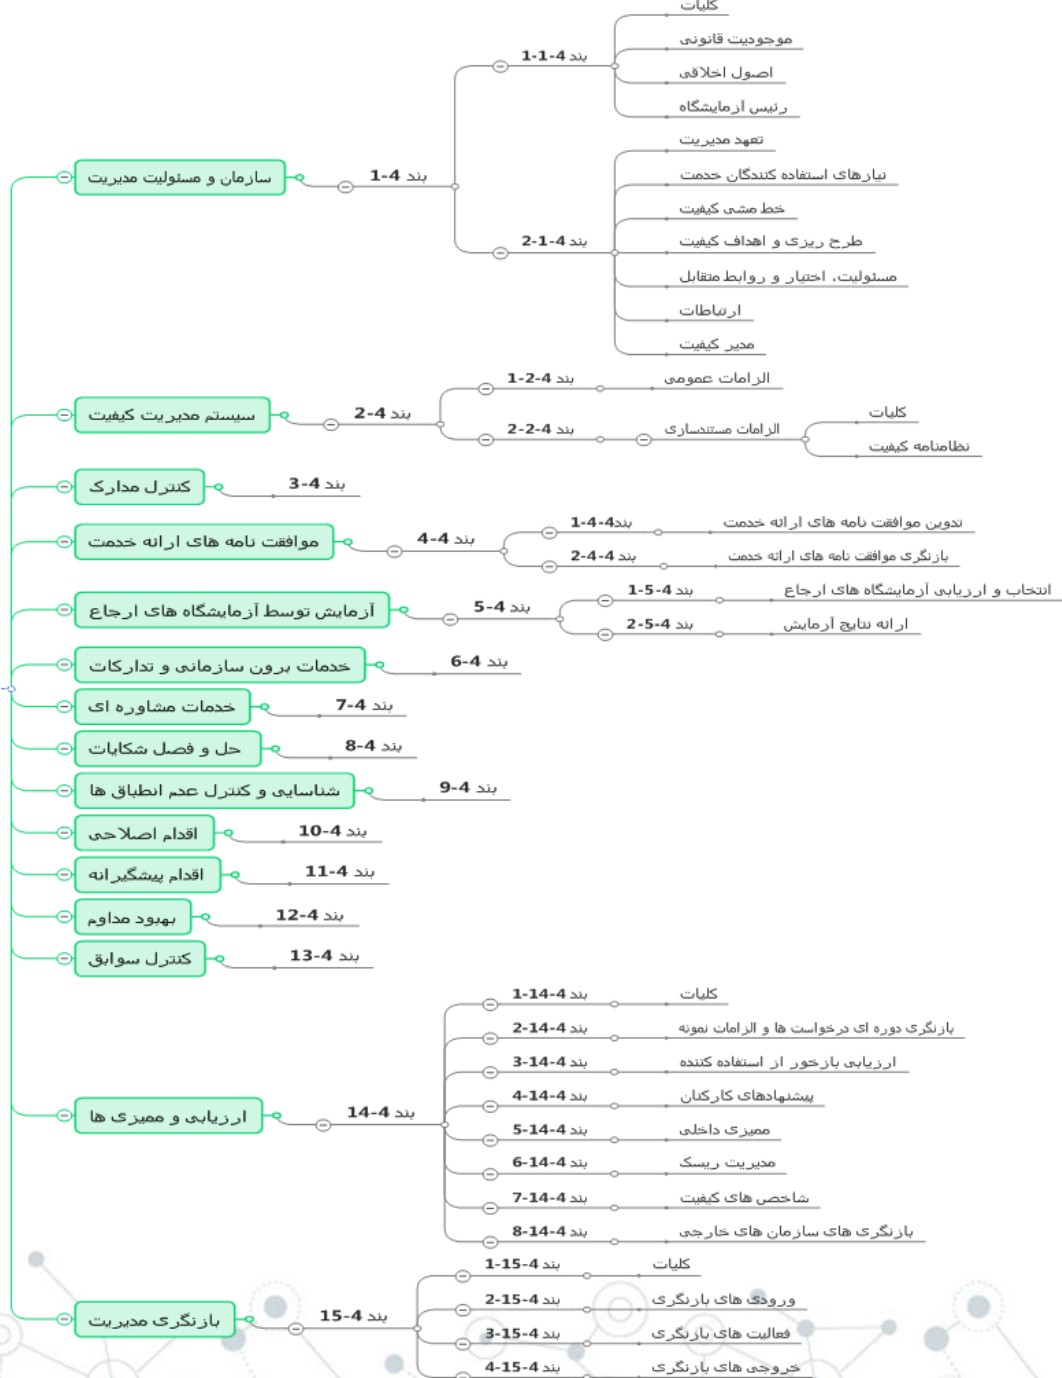 سازمان و مسئولیت مدیریت
بند 4-1
بند 4-1-1
کلیات
موجودیت قانونی
اصول اخلاقی
رئیس آزمایشگاه
بند 4-1-2
تعهد مدیریت
نیازهای استفاده کنندگان خدمت
خط مشی کیفیت
طرح ریزی و اهداف کیفیت
مسئولیت، اختیار و روابط متقابل
ارتباطات
مدیر کیفیت
سیستم مدیریت کیفیت
بند 4-2
بند 4-2-1
الزامات عمومی
بند 4-2-2
الزامات مستندسازی
کلیات
نظامنامه کیفیت
کنترل مدارک
بند 4-3
موافقت نامه های ارائه خدمت
بند 4-4
بند4-4-1
تدوین موافقت نامه های ارائه خدمت
بند 4-4-2
بازنگری موافقت نامه های ارائه خدمت
آزمایش توسط آزمایشگاه های ارجاع
بند 4-5
بند 4-5-1
انتخاب و ارزیابی آزمایشگاه های ارجاع
بند 4-5-2
ارائه نتایج آزمایش
خدمات برون سازمانی و تدارکات
بند 4-6
خدمات مشاوره ای
بند 4-7
حل و فصل شکایات
بند 4-8
شناسایی و کنترل عدم انطباق ها
بند 4-9
اقدام اصلاحی
بند 4-10
اقدام پیشگیرانه
بند 4-11
بهبود مداوم
بند 4-12
کنترل سوابق
بند 4-13
ارزیابی و ممیزی ها
بند 4-14
بند 4-14-1
کلیات
بند 4-14-2
بازنگری دوره ای درخواست ها و الزامات نمونه
بند 4-14-3
ارزیابی بازخور از استفاده کننده
بند 4-14-4
پیشنهادهای کارکنان
بند 4-14-5
ممیزی داخلی
بند 4-14-6
مدیریت ریسک
بند 4-14-7
شاخص های کیفیت
بند 4-14-8
بازنگری های سازمان های خارجی
بازنگری مدیریت
بند 4-15
بند 4-15-1
کلیات
بند 4-15-2
ورودی های بازنگری
بند 4-15-3
فعالیت های بازنگری
بند 4-15-4
خروجی های بازنگری